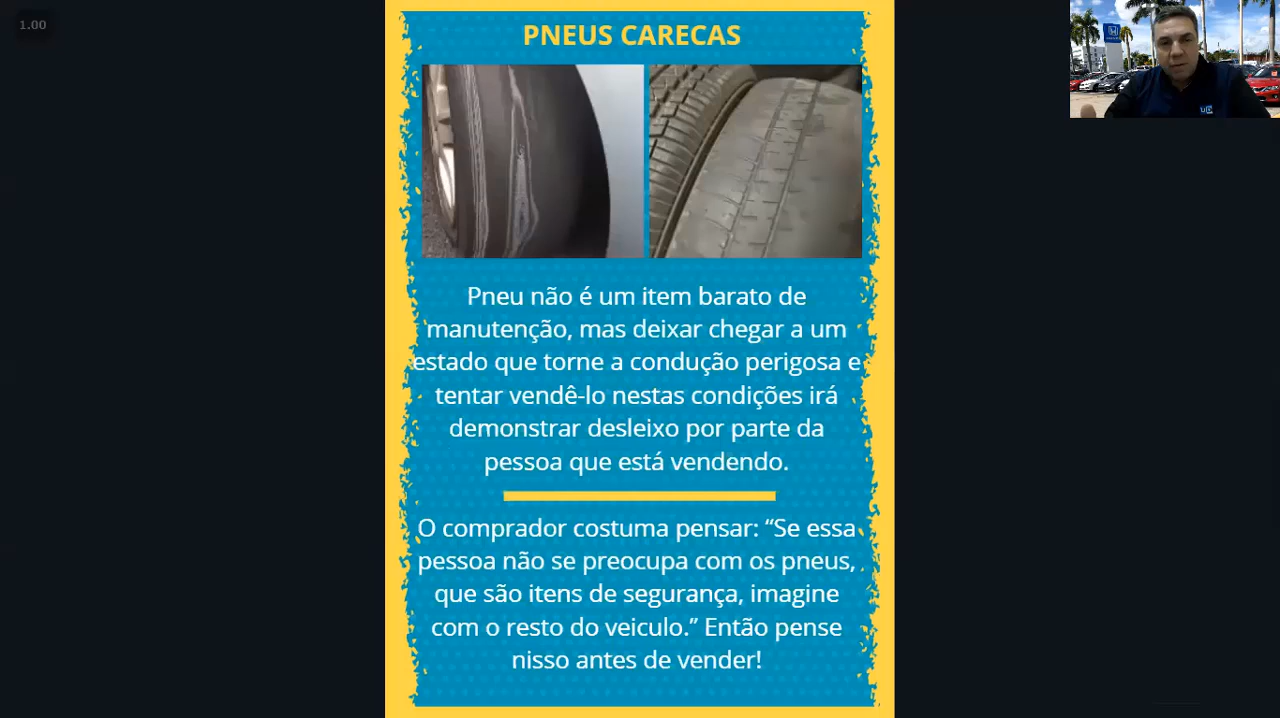 1.00
PNEUS CARECAS
Pneu não é um item barato de
manutenção, mas deixar chegar a um
estado que torne a condução perigosa e
tentar vendê-lo nestas condições irá
demonstrar desleixo por parte da
pessoa que está vendendo.
O comprador costuma pensar: “Se essa
pessoa não se preocupa com os pneus,
que são itens de segurança, imagine
com o resto do veiculo.” Então pense
nisso antes de vender!